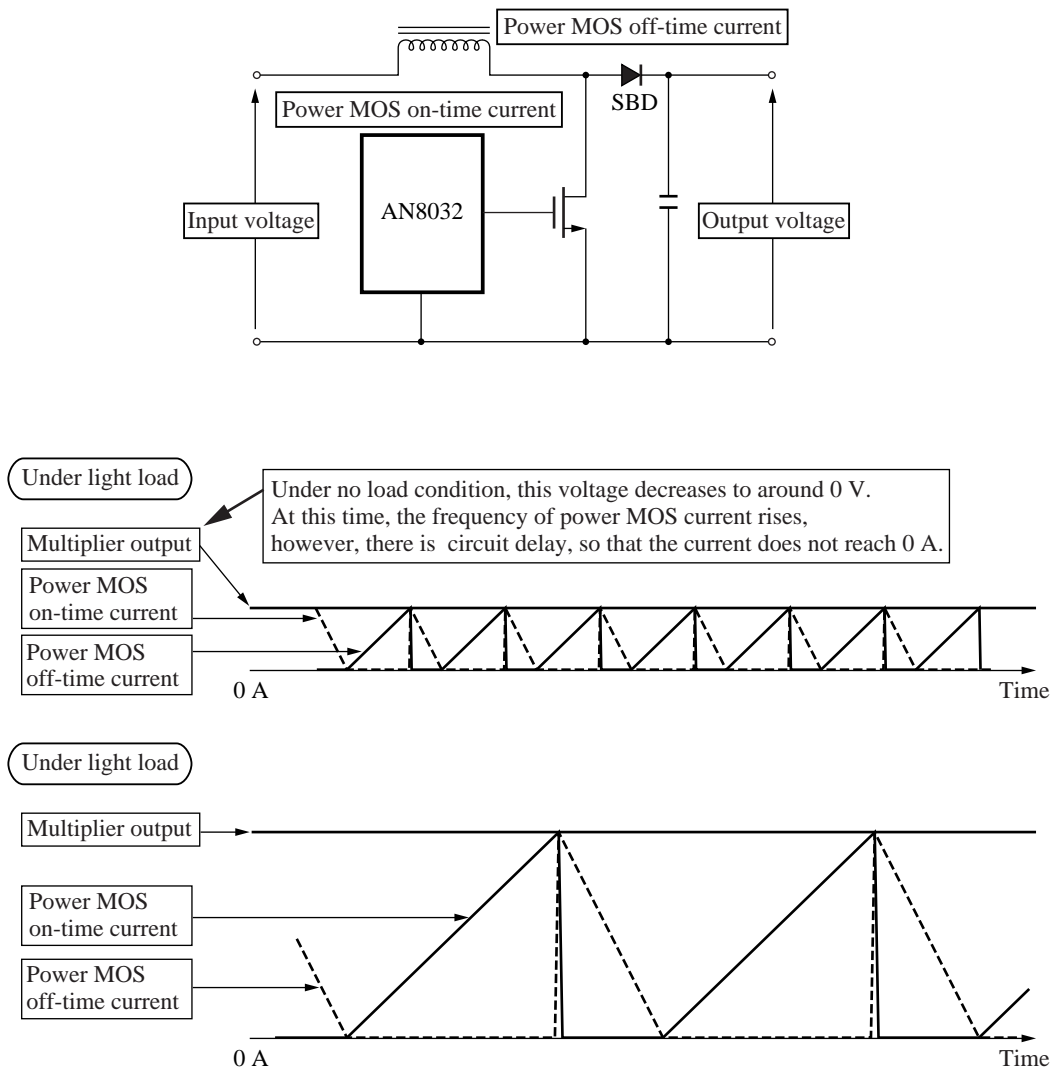 Power MOS off-time current
SBD
Power MOS on-time current
AN8032
Input voltage
Output voltage
Under light load
Under no load condition, this voltage decreases to around 0 V.
At this time, the frequency of power MOS current rises,
however, there is circuit delay, so that the current does not reach 0 A.
Multiplier output
Power MOS
on-time current
Power MOS
off-time current
0 A
Time
Under light load
Multiplier output
Power MOS
on-time current
Power MOS
off-time current
0 A
Time